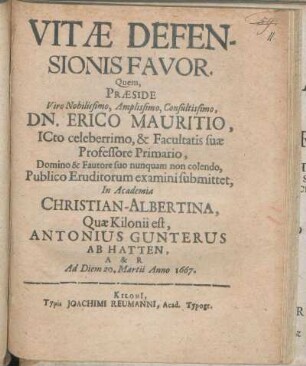 VITÆ DEFEN-
SIONIS FAVOR.
Quem,
PRÆSIDE
Viro Nobilissimo, Amplissimo, Consultissimo,
DN. ERICO MAURITIO,
ICto celeberrimo, & Facultatis suæ
Professore Primario,
Domino & Fautore suo nunquam non colendo,
Publico Eruditorum examini submittet,
In Academia
CHRISTIAN-ALBERTINA,
Quæ Kilonii est,
ANTONIUS GUNTERUS
AB HATTEN,
A & R
Ad Diem 20. Martii Anno 1667.
KILONI,
Typis JOACHIMI REUMANNI, Acad. Typogr.